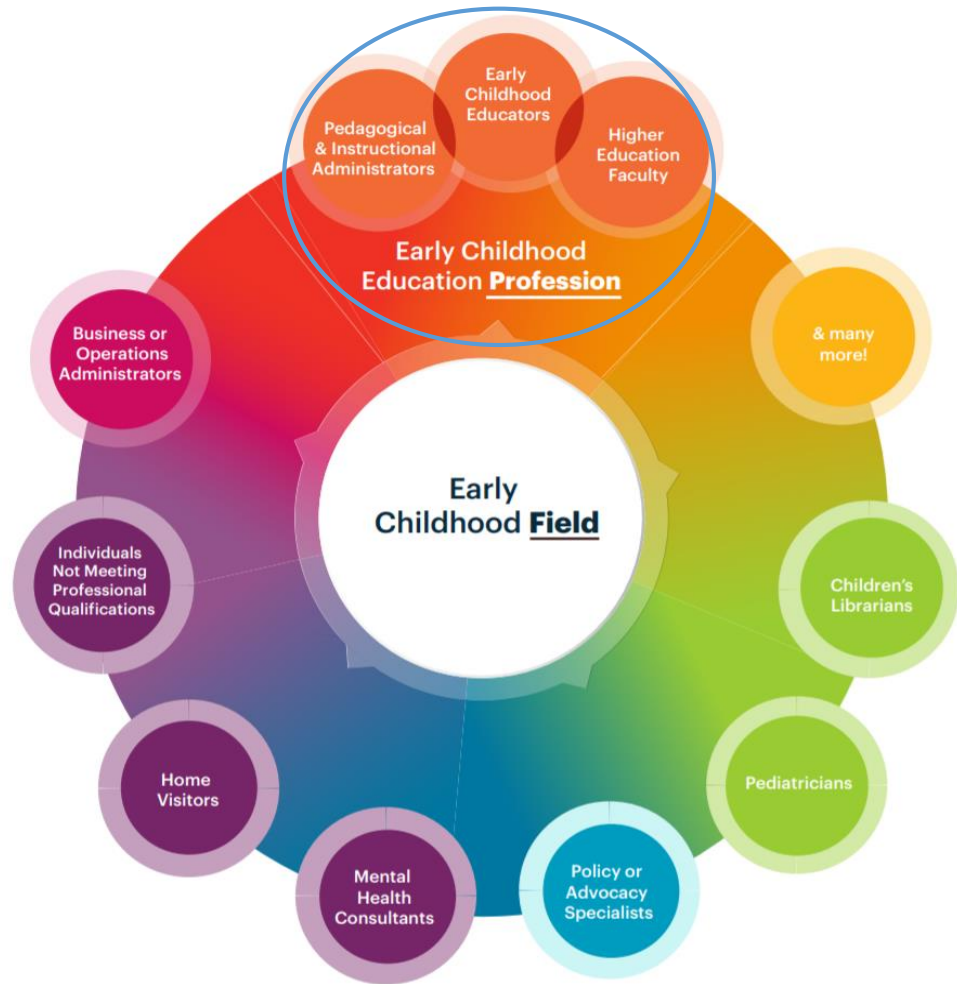 Early
Childhood
Educators
Pedagogical
& Instructional
Administrators
Higher
Education
Faculty
Early Childhood
Education Profession
Business or
Operations
Administrators
& many
more!
Early
Childhood Field
Individuals
Not Meeting
Professional
Qualifications
Children's
Librarians
Home
Visitors
Pediatricians
Mental
Health
Consultants
Policy or
Advocacy
Specialists